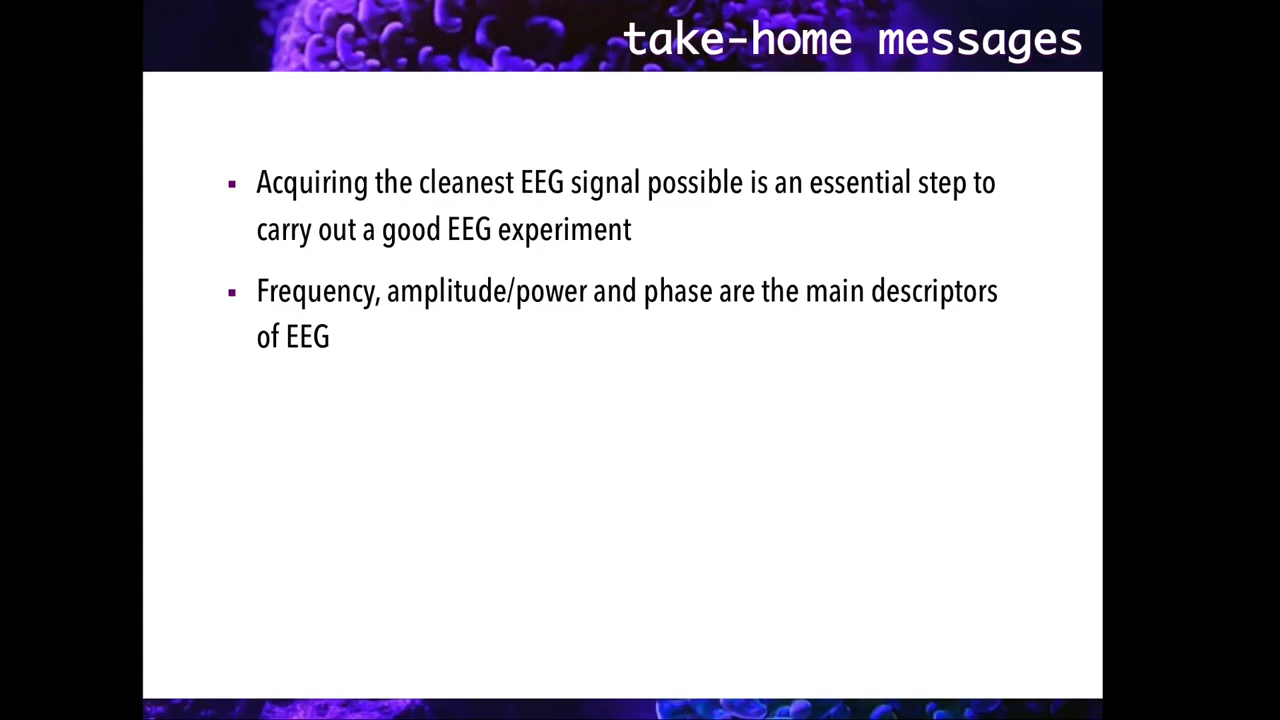 take-home messages
▪ Acquiring the cleanest EEG signal possible is an essential step to
carry out a good EEG experiment
▪ Frequency, amplitude/power and phase are the main descriptors
of EEG